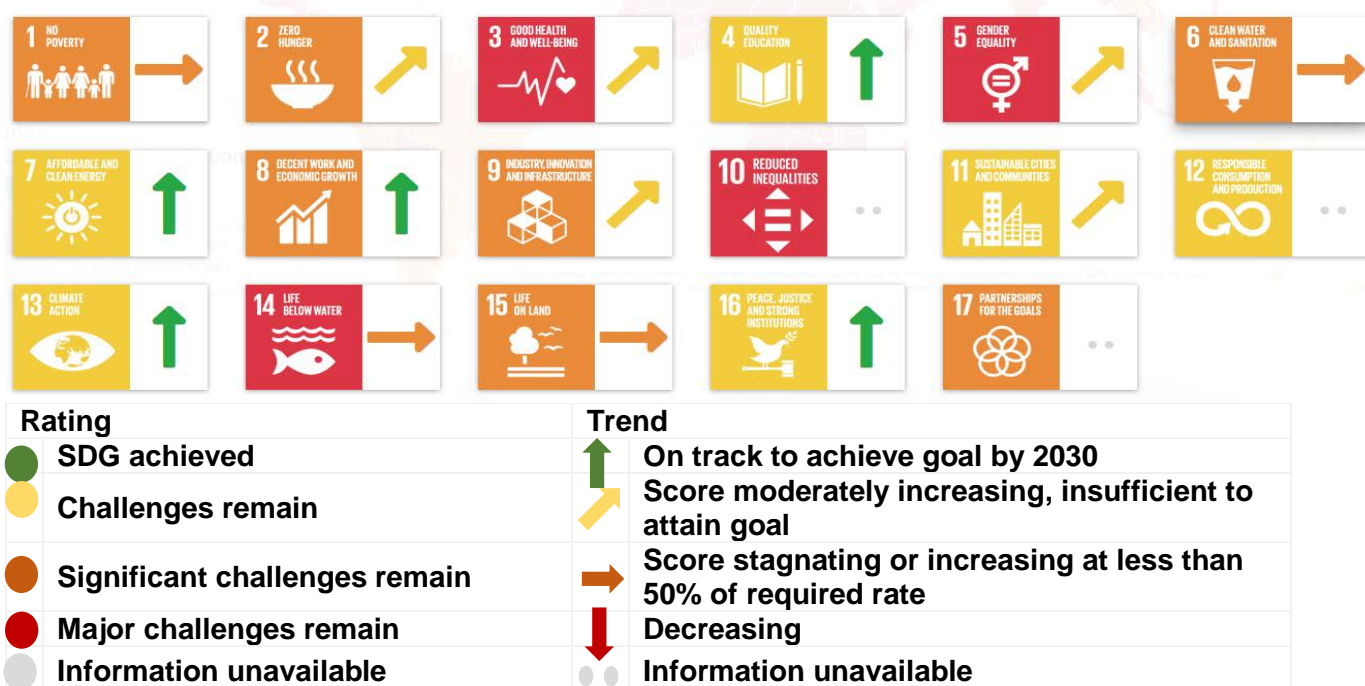 1 NO
POVERTY
2 ZERO
HUNGER
3 GOOD HEALTH
AND WELL-BEING
4 QUALITY
EDUCATION
5 GENDER
EQUALITY
6 CLEAN WATER
AND SANITATION
7 AFFORDABLE AND
CLEAN ENERGY
8 DECENT WORK AND
ECONOMIC GROWTH
9 INDUSTRY, INNOVATION
AND INFRASTRUCTURE
10 REDUCED
INEQUALITIES
11 SUSTAINABLE CITIES
AND COMMUNITIES
12 RESPONSIBLE
CONSUMPTION
AND PRODUCTION
13 CLIMATE
ACTION
14 LIFE
BELOW WATER
15 LIFE
ON LAND
16 PEACE, JUSTICE
AND STRONG
INSTITUTIONS
17 PARTNERSHIPS
FOR THE GOALS
Rating Trend
SDG achieved On track to achieve goal by 2030
Challenges remain Score moderately increasing, insufficient to
attain goal
Significant challenges remain Score stagnating or increasing at less than
50% of required rate
Major challenges remain Decreasing
Information unavailable Information unavailable